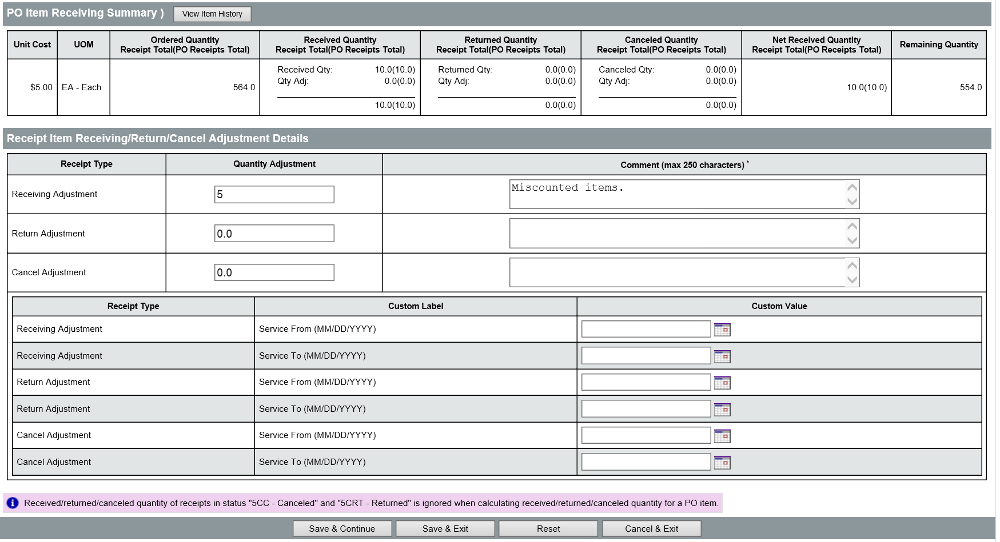 PO Item Receiving Summary )
View Item History
Unit Cost
UOM
Ordered Quantity
Receipt Total(PO Receipts Total)
Received Quantity
Receipt Total(PO Receipts Total)
Returned Quantity
Receipt Total(PO Receipts Total)
Canceled Quantity
Receipt Total(PO Receipts Total)
Net Received Quantity
Receipt Total(PO Receipts Total)
Remaining Quantity
$5.00
EA - Each
564.0
Received Qty: 10.0(10.0)
Qty Adj: 0.0(0.0)
10.0(10.0)
Returned Qty: 0.0(0.0)
Qty Adj: 0.0(0.0)
0.0(0.0)
Canceled Qty: 0.0(0.0)
Qty Adj: 0.0(0.0)
0.0(0.0)
10.0(10.0)
554.0
Receipt Item Receiving/Return/Cancel Adjustment Details
Receipt Type Quantity Adjustment Comment (max 250 characters) *
Receiving Adjustment 5 Miscounted items.
Return Adjustment 0.0
Cancel Adjustment 0.0
Receipt Type Custom Label Custom Value
Receiving Adjustment Service From (MM/DD/YYYY)
Receiving Adjustment Service To (MM/DD/YYYY)
Return Adjustment Service From (MM/DD/YYYY)
Return Adjustment Service To (MM/DD/YYYY)
Cancel Adjustment Service From (MM/DD/YYYY)
Cancel Adjustment Service To (MM/DD/YYYY)
i Received/returned/canceled quantity of receipts in status "5CC - Canceled" and "5CRT - Returned" is ignored when calculating received/returned/canceled quantity for a PO item.
Save & Continue Save & Exit Reset Cancel & Exit